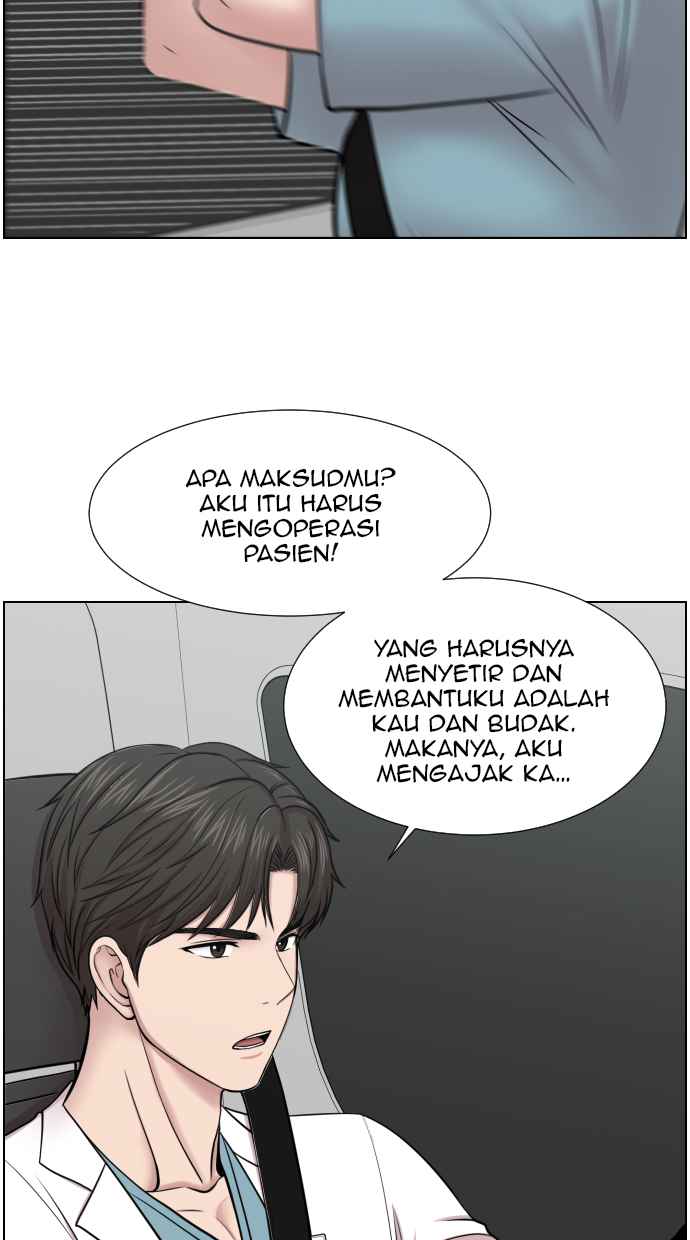 APA MAKSUDMU?
AKU ITU HARUS
MENGOPERASI
PASIEN!
YANG HARUSNYA
MENYETIR DAN
MEMBANTUKU ADALAH
KAU DAN BUDAK.
MAKANYA, AKU
MENGAJAK KA...